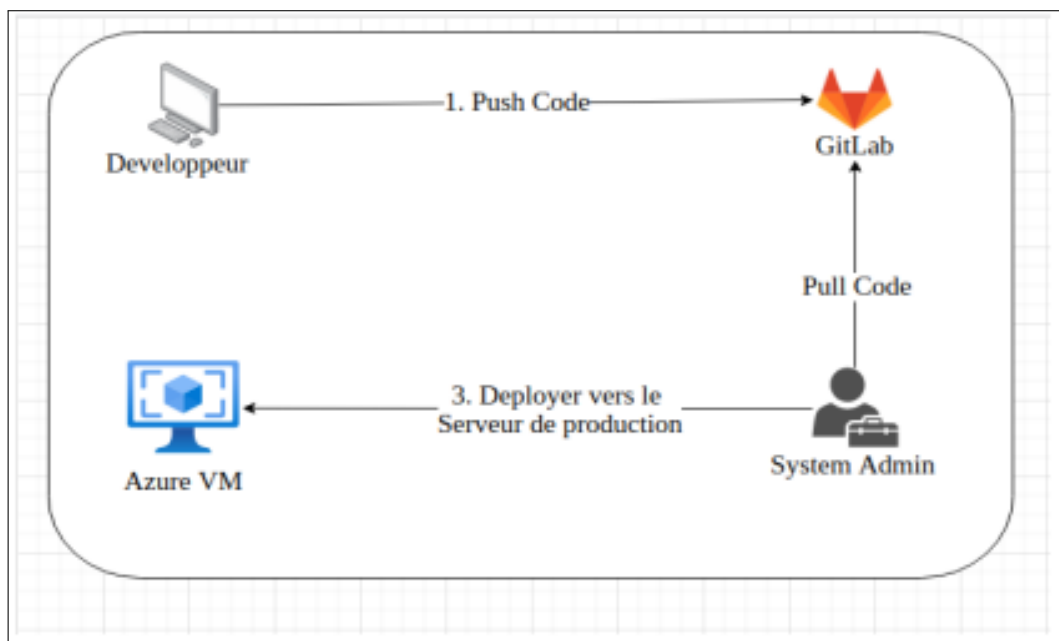 1. Push Code
Developpeur
GitLab
Pull Code
3. Deployer vers le
Serveur de production
Azure VM
System Admin